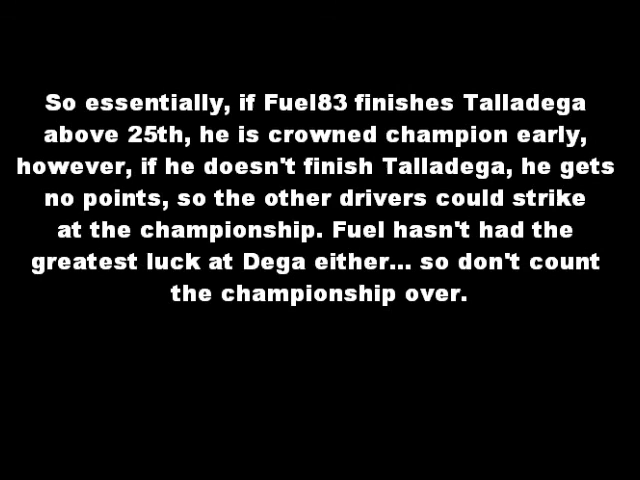 So essentially, if Fuel83 finishes Talladega
above 25th, he is crowned champion early,
however, if he doesn't finish Talladega, he gets
no points, so the other drivers could strike
at the championship. Fuel hasn't had the
greatest luck at Dega either... so don't count
the championship over.